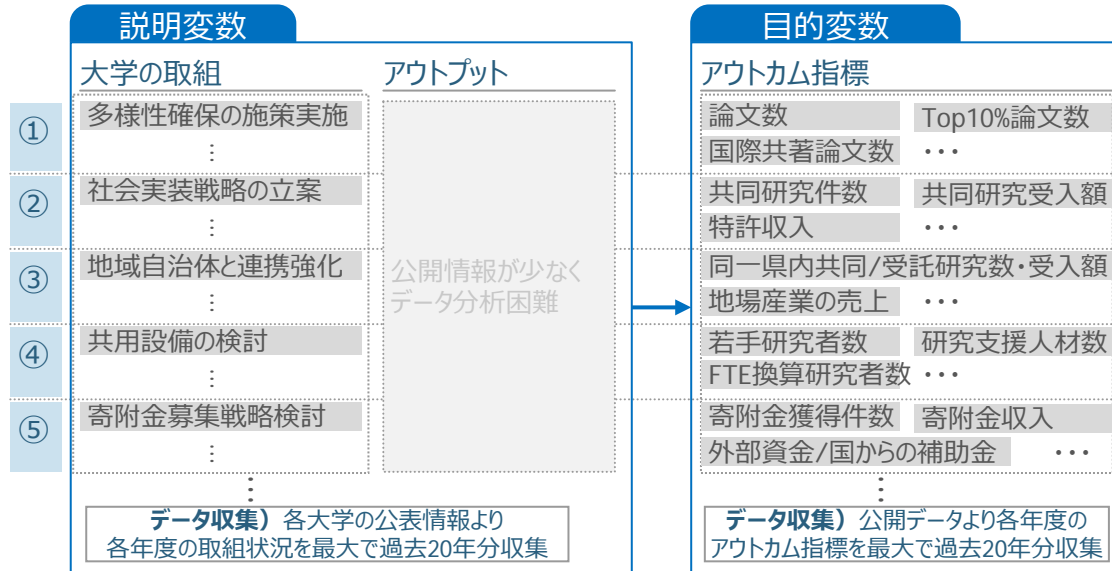 説明変数
大学の取組
アウトプット
①
多様性確保の施策実施
⋮
②
社会実装戦略の立案
⋮
③
地域自治体と連携強化
⋮
④
共用設備の検討
⋮
⑤
寄附金募集戦略検討
⋮
公開情報が少なく
データ分析困難
⋮
データ収集）各大学の公表情報より
各年度の取組状況を最大で過去20年分収集
目的変数
アウトカム指標
論文数 Top10%論文数
国際共著論文数 ・・・
共同研究件数 共同研究受入額
特許収入 ・・・
同一県内共同/受託研究数・受入額
地場産業の売上 ・・・
若手研究者数 研究支援人材数
FTE換算研究者数 ・・・
寄附金獲得件数 寄附金収入
外部資金/国からの補助金 ・・・
⋮
データ収集）公開データより各年度の
アウトカム指標を最大で過去20年分収集